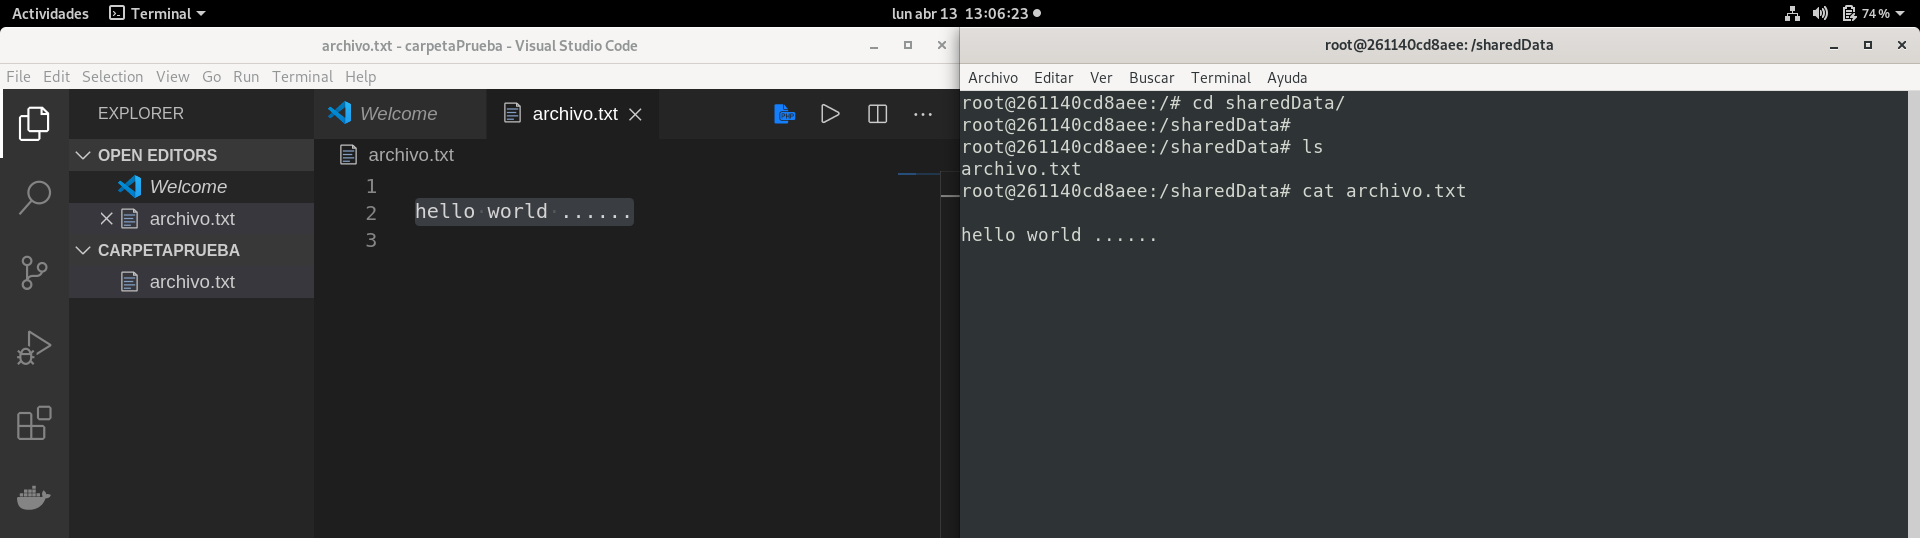 Actividades Terminal lun abr 13 13:06:23 74 %
archivo.txt - carpetaPrueba - Visual Studio Code
File Edit Selection View Go Run Terminal Help
EXPLORER
OPEN EDITORS
Welcome
archivo.txt
CARPETAPRUEBA
archivo.txt
Welcome archivo.txt
PHP
archivo.txt
1
2 hello world ......
3
root@261140cd8aee: /sharedData
Archivo Editar Ver Buscar Terminal Ayuda
root@261140cd8aee:/# cd sharedData/
root@261140cd8aee:/sharedData#
root@261140cd8aee:/sharedData# ls
archivo.txt
root@261140cd8aee:/sharedData# cat archivo.txt
hello world ......